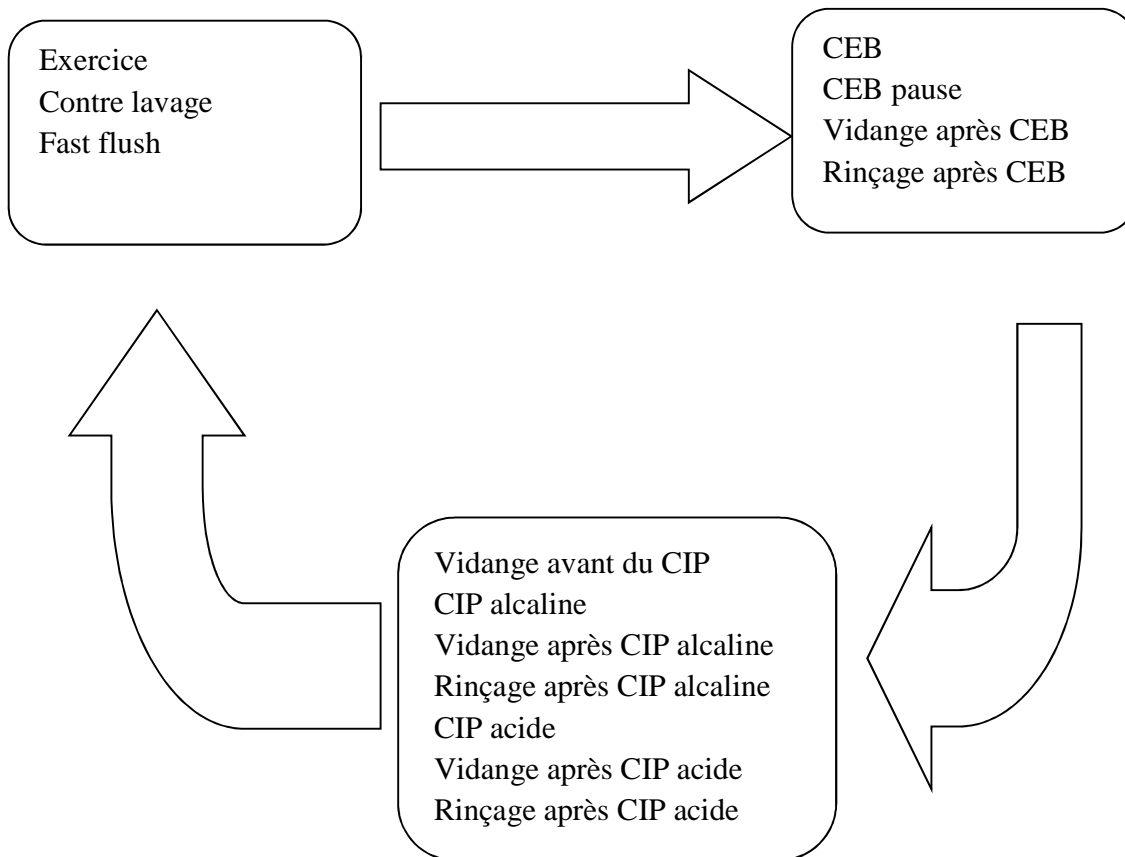 Exercice
Contre lavage
Fast flush
CEB
CEB pause
Vidange après CEB
Rinçage après CEB
Vidange avant du CIP
CIP alcaline
Vidange après CIP alcaline
Rinçage après CIP alcaline
CIP acide
Vidange après CIP acide
Rinçage après CIP acide